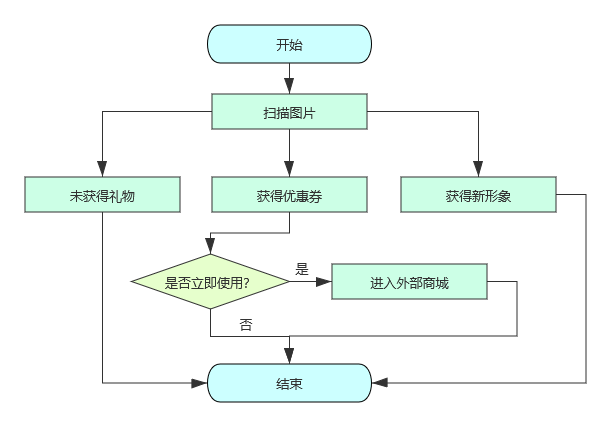 开始
扫描图片
未获得礼物
获得优惠券
获得新形象
是否立即使用?
是
进入外部商城
否
结束